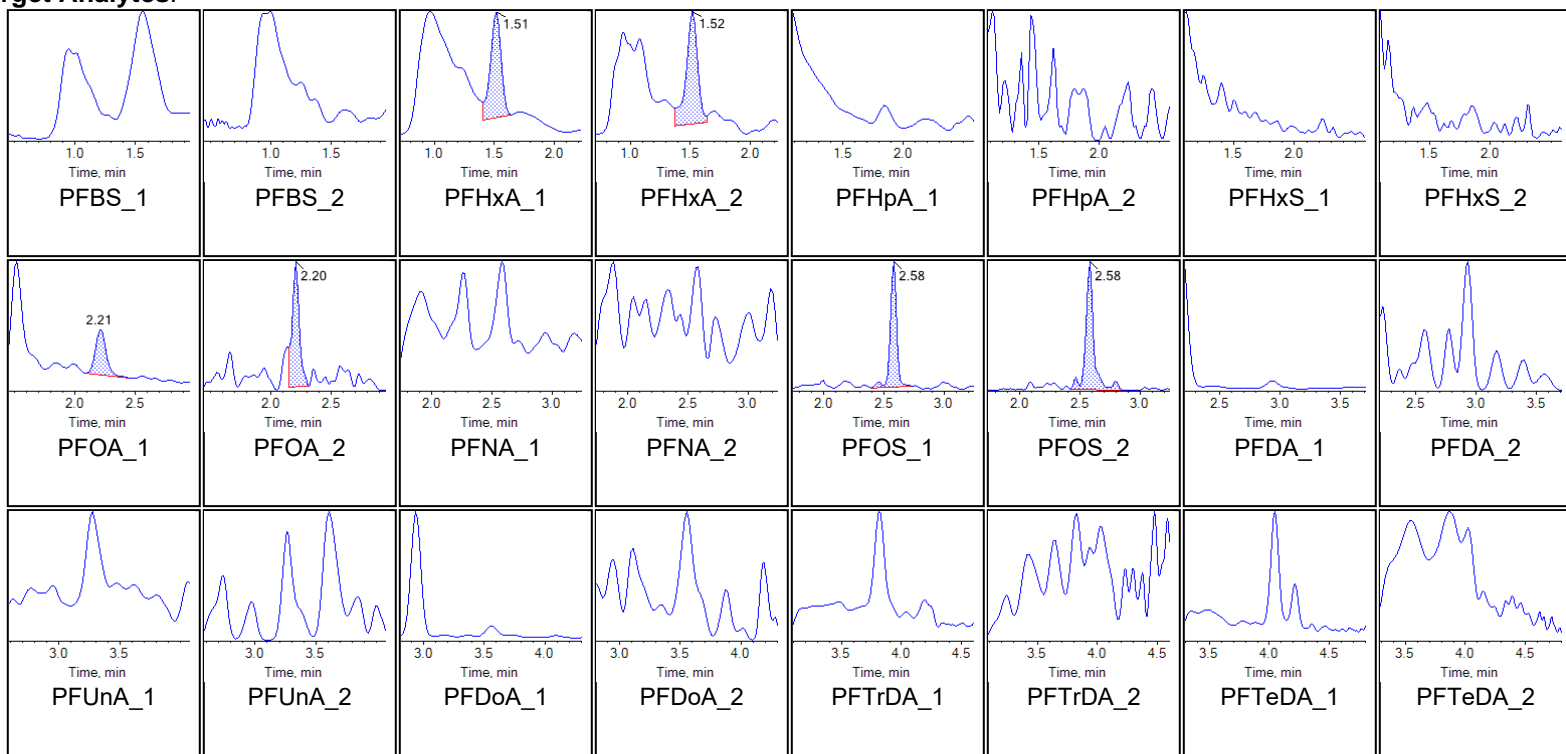 rget Analytes:
1.51 1.52
1.0 1.5 1.0 1.5 1.0 1.5 2.0 1.0 1.5 2.0 1.5 2.0 1.5 2.0 1.5 2.0 1.5 2.0
Time, min Time, min Time, min Time, min Time, min Time, min Time, min Time, min
PFBS_1 PFBS_2 PFHxA_1 PFHxA_2 PFHpA_1 PFHpA_2 PFHxS_1 PFHxS_2
2.21 2.20 2.58 2.58
2.0 2.5 2.0 2.5 2.0 2.5 3.0 2.0 2.5 3.0 2.0 2.5 3.0 2.0 2.5 3.0 2.5 3.0 3.5 2.5 3.0 3.5
Time, min Time, min Time, min Time, min Time, min Time, min Time, min Time, min
PFOA_1 PFOA_2 PFNA_1 PFNA_2 PFOS_1 PFOS_2 PFDA_1 PFDA_2
3.0 3.5 3.0 3.5 3.0 3.5 4.0 3.0 3.5 4.0 3.5 4.0 4.5 3.5 4.0 4.5 3.5 4.0 4.5 3.5 4.0 4.5
Time, min Time, min Time, min Time, min Time, min Time, min Time, min Time, min
PFUnA_1 PFUnA_2 PFDoA_1 PFDoA_2 PFTrDA_1 PFTrDA_2 PFTeDA_1 PFTeDA_2